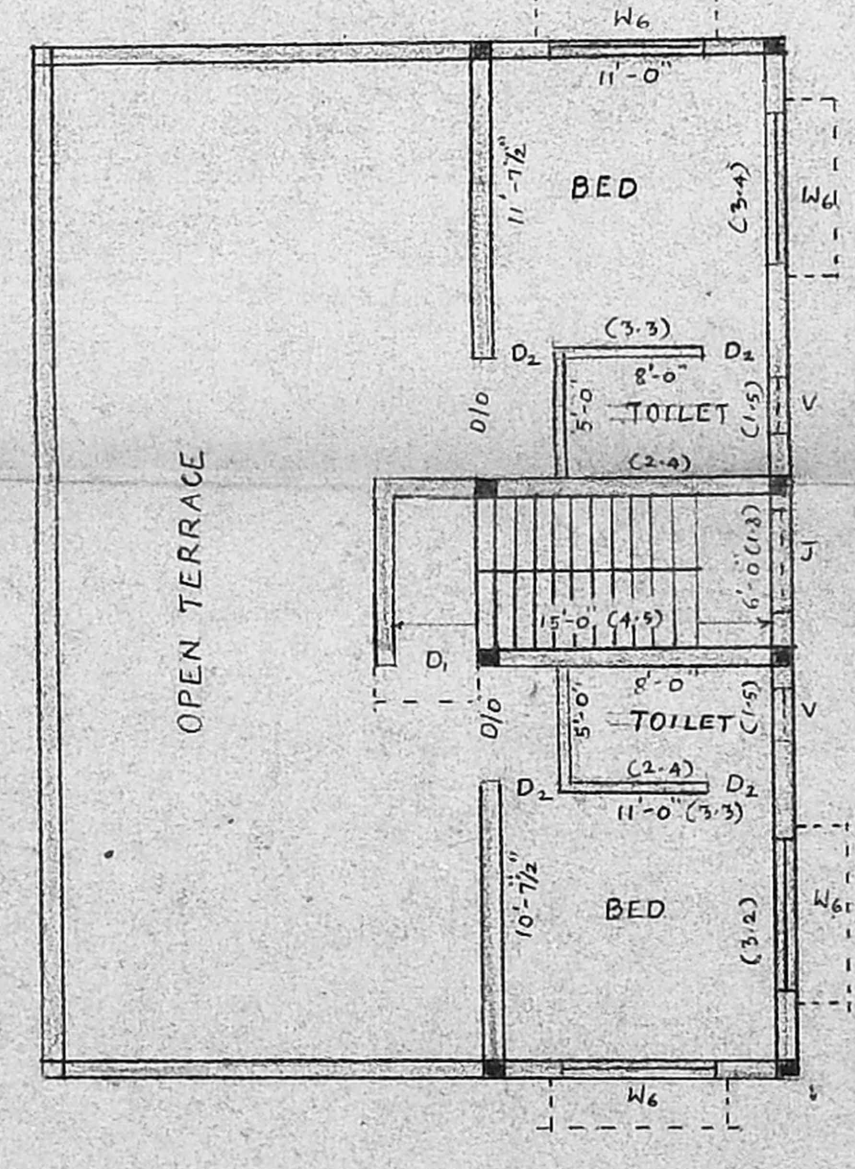 W6
11'-0"
11'-7½"
BED
(3.4)
W6
(3.3)
D2
D2
8'-0"
D/O
5'-0"
TOILET
(1.5)
V
(2.4)
OPEN TERRACE
6'-0" (1.8)
J
15'-0" (4.5)
D1
8'-0"
D/O
5'-0"
TOILET
(1.5)
V
(2.4)
D2
D2
11'-0" (3.3)
10'-7½"
BED
(3.2)
W6
W6